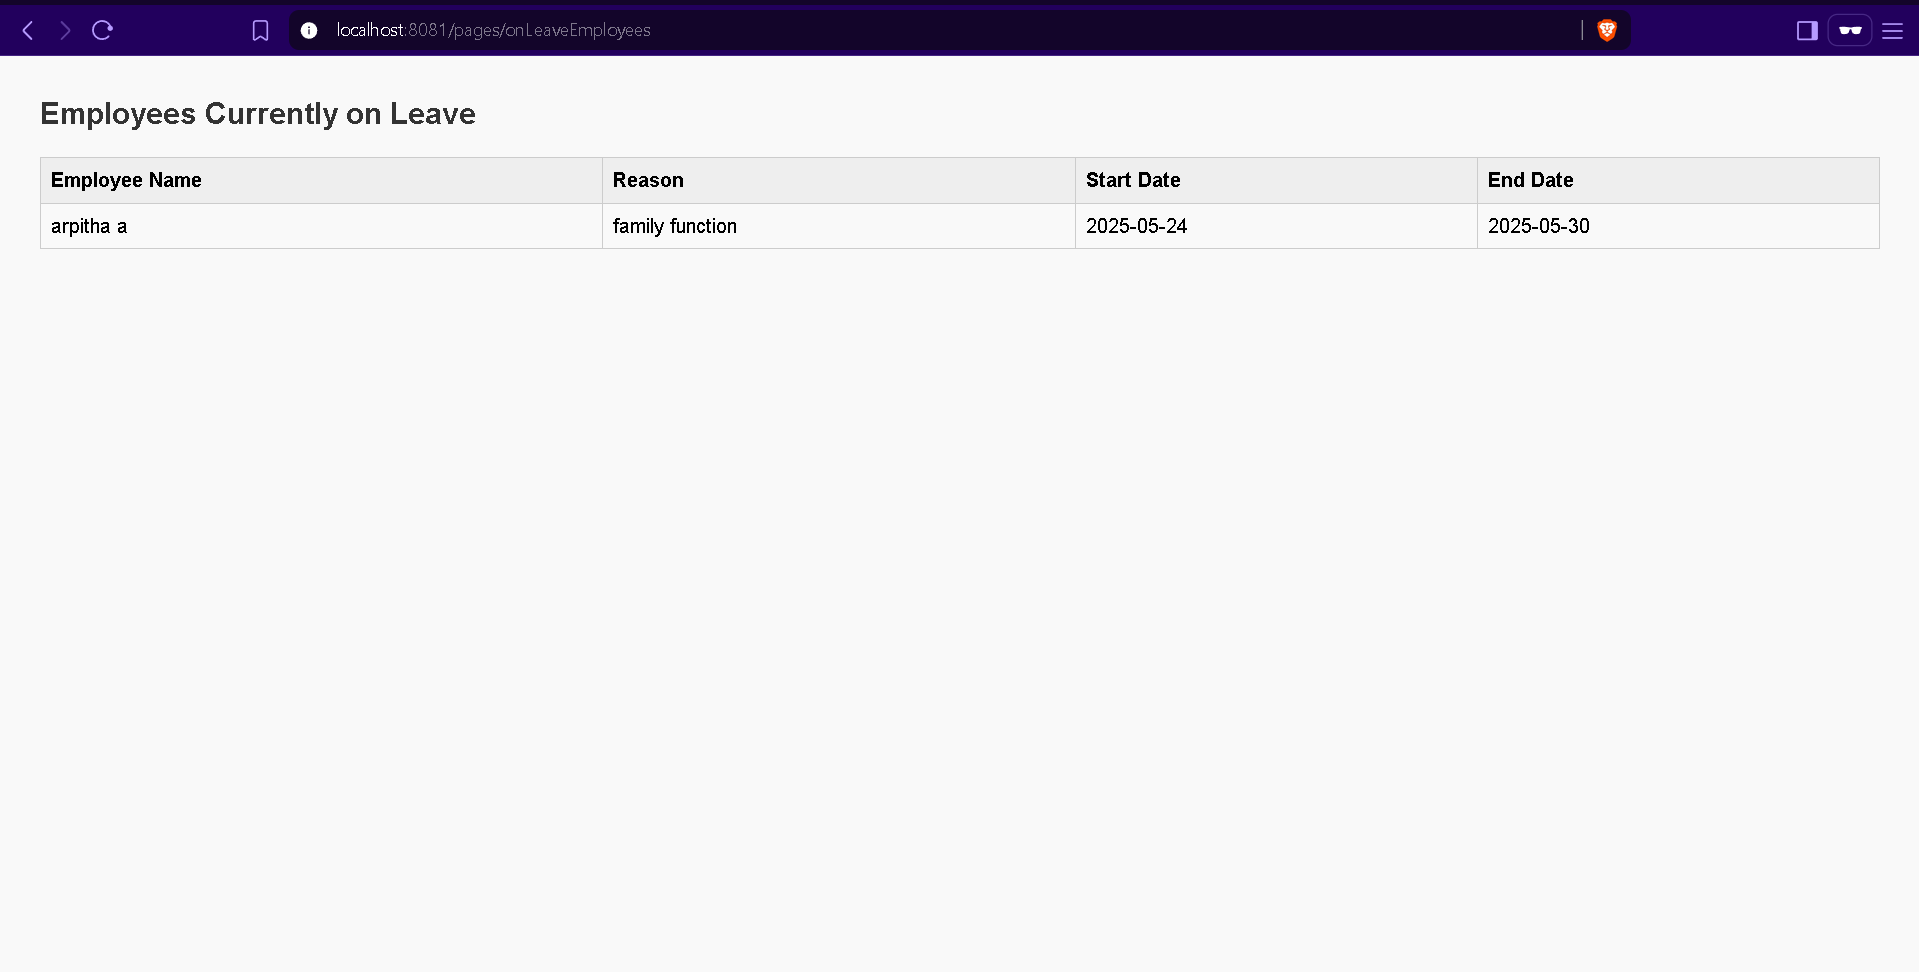 localhost:8081/pages/onLeaveEmployees
Employees Currently on Leave
Employee Name Reason Start Date End Date
arpitha a family function 2025-05-24 2025-05-30